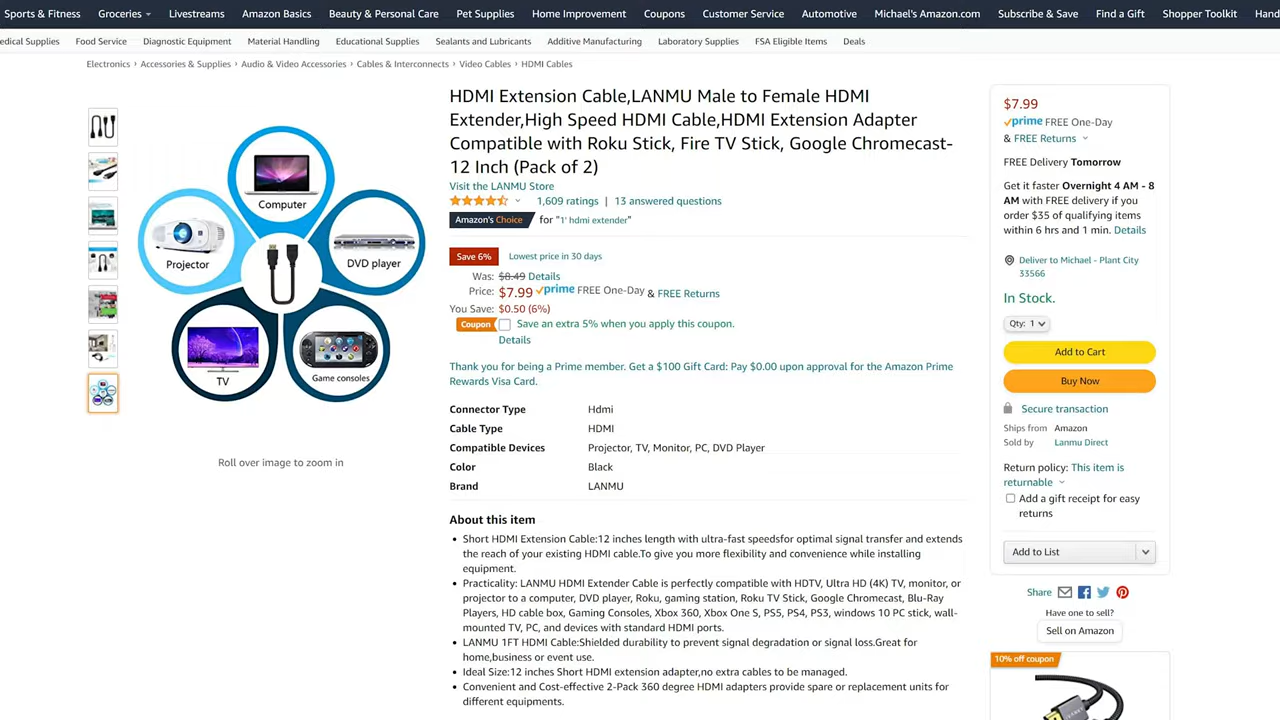 Sports & Fitness Groceries Livestreams Amazon Basics Beauty & Personal Care Pet Supplies Home Improvement Coupons Customer Service Automotive Michael's Amazon.com Subscribe & Save Find a Gift Shopper Toolkit Hand
edical Supplies Food Service Diagnostic Equipment Material Handling Educational Supplies Sealants and Lubricants Additive Manufacturing Laboratory Supplies FSA Eligible Items Deals
Electronics › Accessories & Supplies › Audio & Video Accessories › Cables & Interconnects › Video Cables › HDMI Cables
Computer
Projector
DVD player
TV
Game consoles
Roll over image to zoom in
HDMI Extension Cable,LANMU Male to Female HDMI
Extender,High Speed HDMI Cable,HDMI Extension Adapter
Compatible with Roku Stick, Fire TV Stick, Google Chromecast-
12 Inch (Pack of 2)
Visit the LANMU Store
1,609 ratings | 13 answered questions
Amazon's Choice for "1' hdmi extender"
Save 6% Lowest price in 30 days
Was: $8.49 Details
Price: $7.99 prime FREE One-Day & FREE Returns
You Save: $0.50 (6%)
Coupon Save an extra 5% when you apply this coupon.
Details
Thank you for being a Prime member. Get a $100 Gift Card: Pay $0.00 upon approval for the Amazon Prime
Rewards Visa Card.
Connector Type Hdmi
Cable Type HDMI
Compatible Devices Projector, TV, Monitor, PC, DVD Player
Color Black
Brand LANMU
About this item
• Short HDMI Extension Cable:12 inches length with ultra-fast speedsfor optimal signal transfer and extends
the reach of your existing HDMI cable.To give you more flexibility and convenience while installing
equipment.
• Practicality: LANMU HDMI Extender Cable is perfectly compatible with HDTV, Ultra HD (4K) TV, monitor, or
projector to a computer, DVD player, Roku, gaming station, Roku TV Stick, Google Chromecast, Blu-Ray
Players, HD cable box, Gaming Consoles, Xbox 360, Xbox One S, PS5, PS4, PS3, windows 10 PC stick, wall-
mounted TV, PC, and devices with standard HDMI ports.
• LANMU 1FT HDMI Cable:Shielded durability to prevent signal degradation or signal loss.Great for
home,business or event use.
• Ideal Size:12 inches Short HDMI extension adapter,no extra cables to be managed.
• Convenient and Cost-effective 2-Pack 360 degree HDMI adapters provide spare or replacement units for
different equipments.
$7.99
prime FREE One-Day
& FREE Returns
FREE Delivery Tomorrow
Get it faster Overnight 4 AM - 8
AM with FREE delivery if you
order $35 of qualifying items
within 6 hrs and 1 min. Details
Deliver to Michael - Plant City
33566
In Stock.
Qty: 1
Add to Cart
Buy Now
Secure transaction
Ships from Amazon
Sold by Lanmu Direct
Return policy: This item is
returnable
Add a gift receipt for easy
returns
Add to List
Share
Have one to sell?
Sell on Amazon
10% off coupon